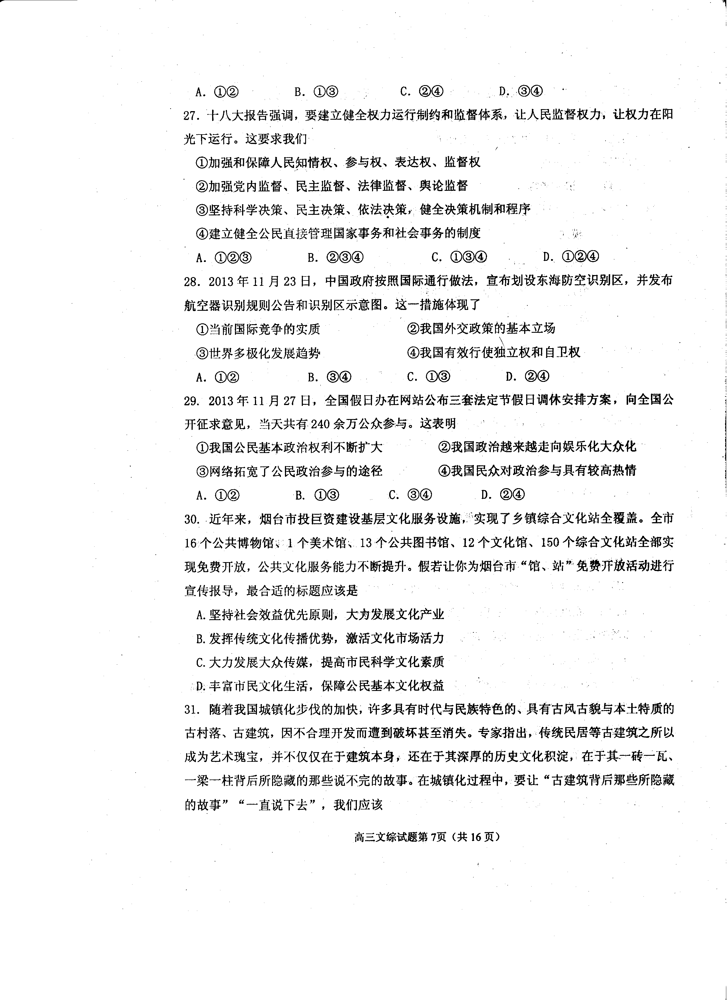 A. ①② B. ①③ C. ②④ D. ③④
27. 十八大报告强调，要建立健全权力运行制约和监督体系，让人民监督权力，让权力在阳
光下运行。这要求我们
①加强和保障人民知情权、参与权、表达权、监督权
②加强党内监督、民主监督、法律监督、舆论监督
③坚持科学决策、民主决策、依法决策，健全决策机制和程序
④建立健全公民直接管理国家事务和社会事务的制度
A. ①②③ B. ②③④ C. ①③④ D. ①②④
28. 2013 年 11 月 23 日，中国政府按照国际通行做法，宣布划设东海防空识别区，并发布
航空器识别规则公告和识别区示意图。这一措施体现了
①当前国际竞争的实质 ②我国外交政策的基本立场
③世界多极化发展趋势 ④我国有效行使独立权和自卫权
A. ①② B. ③④ C. ①③ D. ②④
29. 2013 年 11 月 27 日，全国假日办在网站公布三套法定节假日调休安排方案，向全国公
开征求意见，当天共有 240 余万公众参与。这表明
①我国公民基本政治权利不断扩大 ②我国政治越来越走向娱乐化大众化
③网络拓宽了公民政治参与的途径 ④我国民众对政治参与具有较高热情
A. ①② B. ①③ C. ③④ D. ②④
30. 近年来，烟台市投巨资建设基层文化服务设施，实现了乡镇综合文化站全覆盖。全市
16 个公共博物馆、1 个美术馆、13 个公共图书馆、12 个文化馆、150 个综合文化站全部实
现免费开放，公共文化服务能力不断提升。假若让你为烟台市“馆、站”免费开放活动进行
宣传报导，最合适的标题应该是
A. 坚持社会效益优先原则，大力发展文化产业
B. 发挥传统文化传播优势，激活文化市场活力
C. 大力发展大众传媒，提高市民科学文化素质
D. 丰富市民文化生活，保障公民基本文化权益
31. 随着我国城镇化步伐的加快，许多具有时代与民族特色的、具有古风古貌与本土特质的
古村落、古建筑，因不合理开发而遭到破坏甚至消失。专家指出，传统民居等古建筑之所以
成为艺术瑰宝，并不仅仅在于建筑本身，还在于其深厚的历史文化积淀，在于其一砖一瓦、
一梁一柱背后所隐藏的那些说不完的故事。在城镇化过程中，要让“古建筑背后那些所隐藏
的故事”“一直说下去”，我们应该
高三文综试题第 7页（共 16 页）